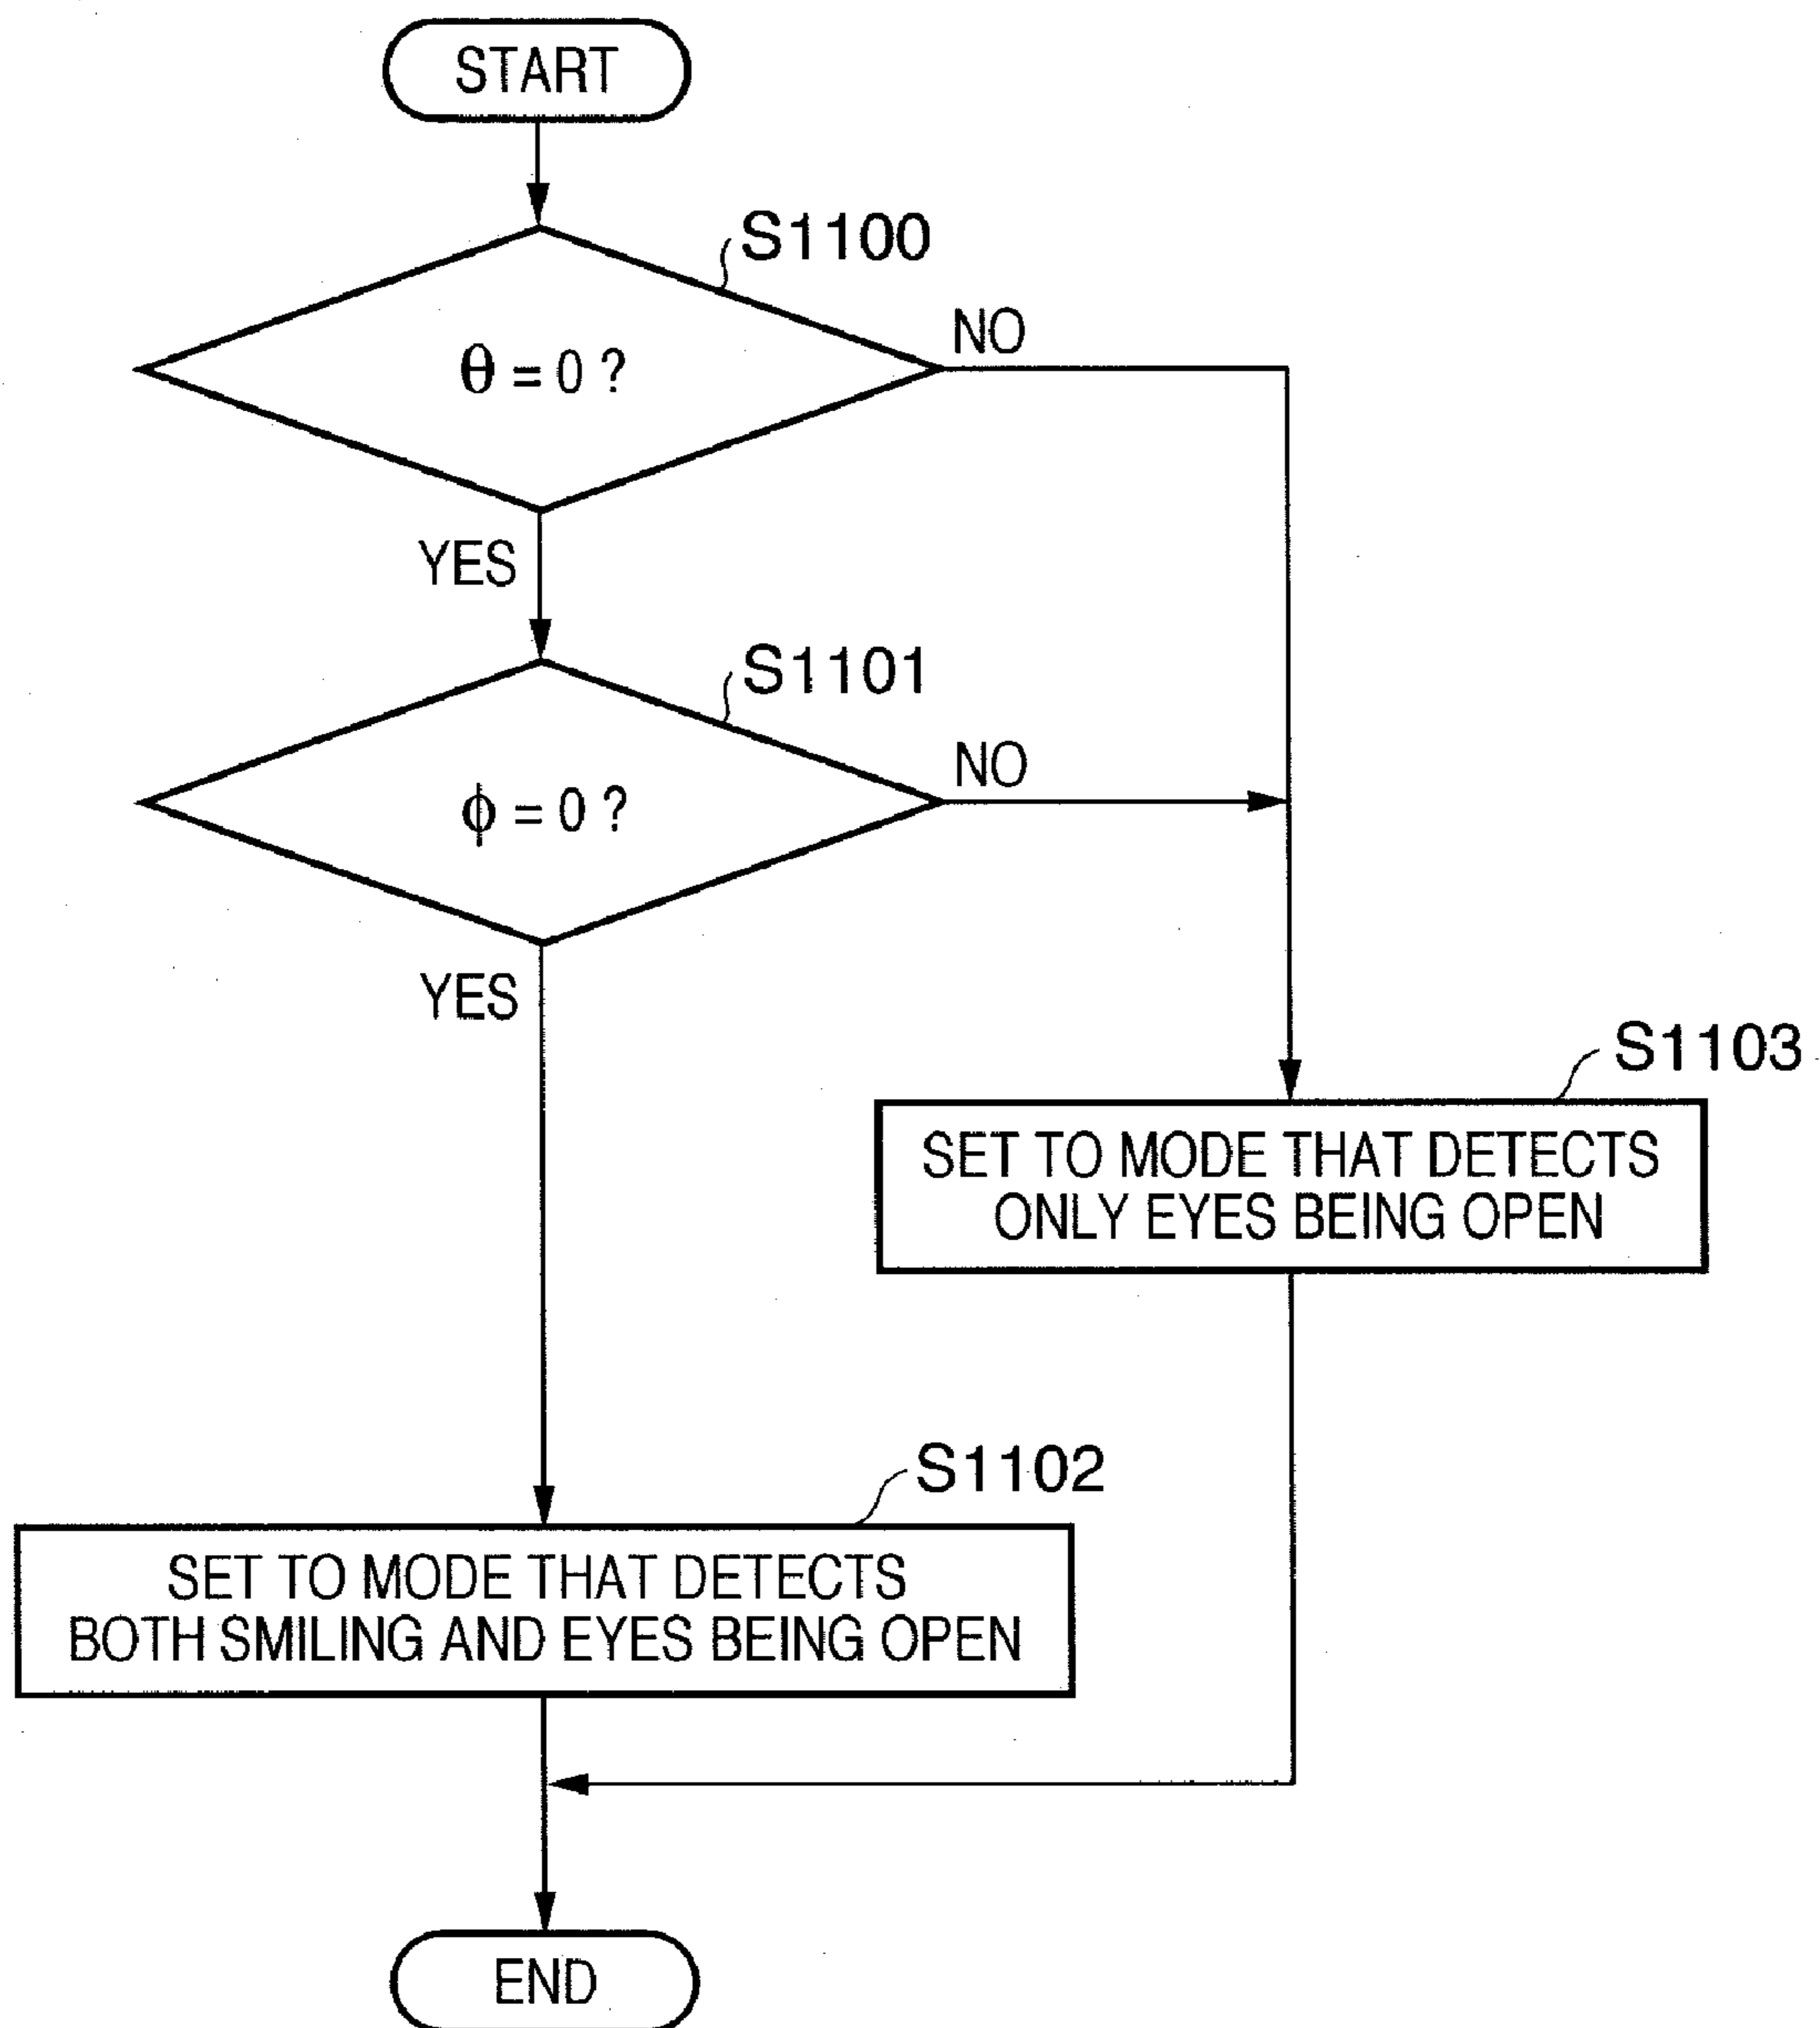 START
S1100
θ = 0 ?
NO
YES
S1101
φ = 0 ?
NO
YES
S1103
SET TO MODE THAT DETECTS
ONLY EYES BEING OPEN
S1102
SET TO MODE THAT DETECTS
BOTH SMILING AND EYES BEING OPEN
END